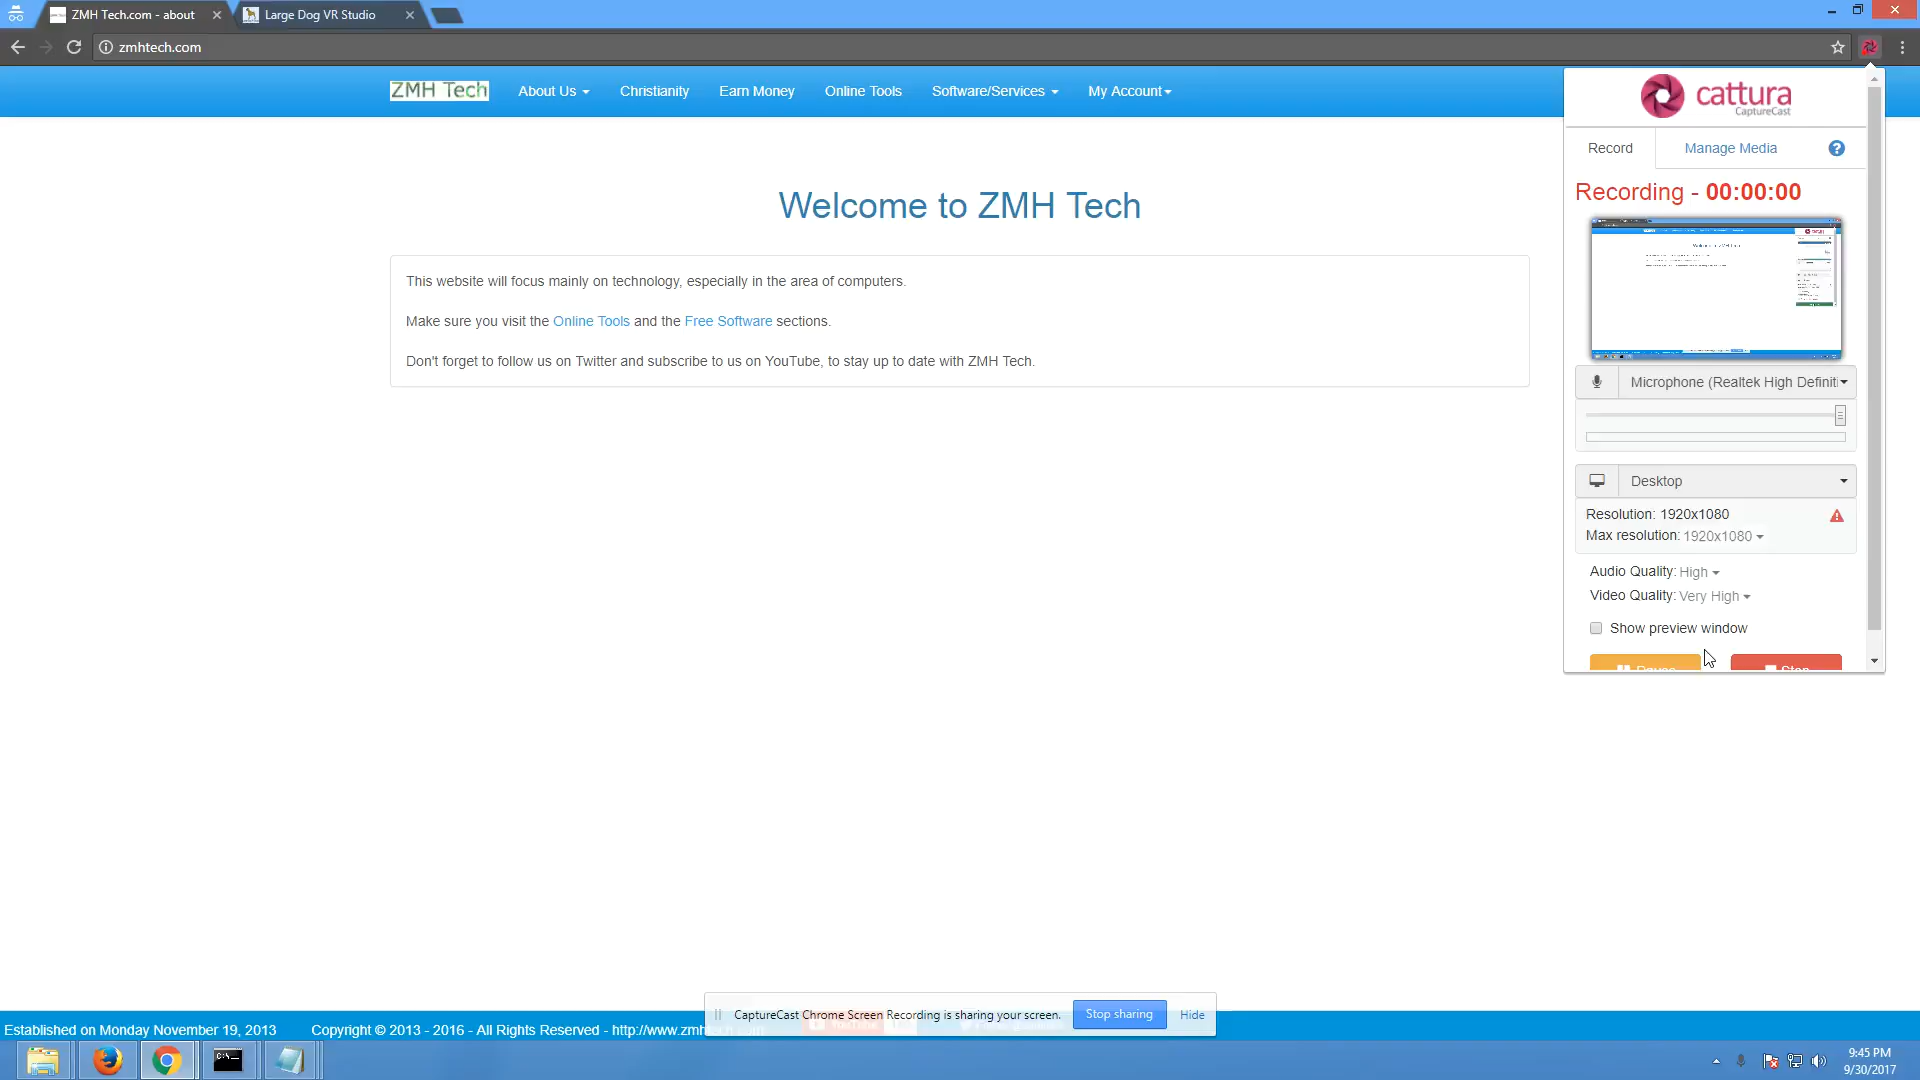 ZMH Tech.com - about
Large Dog VR Studio
zmhtech.com
ZMH Tech
About Us
Christianity
Earn Money
Online Tools
Software/Services
My Account
cattura
CaptureCast
Record
Manage Media
Recording - 00:00:00
Welcome to ZMH Tech
This website will focus mainly on technology, especially in the area of computers.
Make sure you visit the Online Tools and the Free Software sections.
Don't forget to follow us on Twitter and subscribe to us on YouTube, to stay up to date with ZMH Tech.
Microphone (Realtek High Definiti
Desktop
Resolution: 1920x1080
Max resolution: 1920x1080
Audio Quality: High
Video Quality: Very High
Show preview window
Pause
Stop
CaptureCast Chrome Screen Recording is sharing your screen.
Stop sharing
Hide
Established on Monday November 19, 2013
Copyright © 2013 - 2016 - All Rights Reserved - http://www.zmhtech.com
9:45 PM
9/30/2017